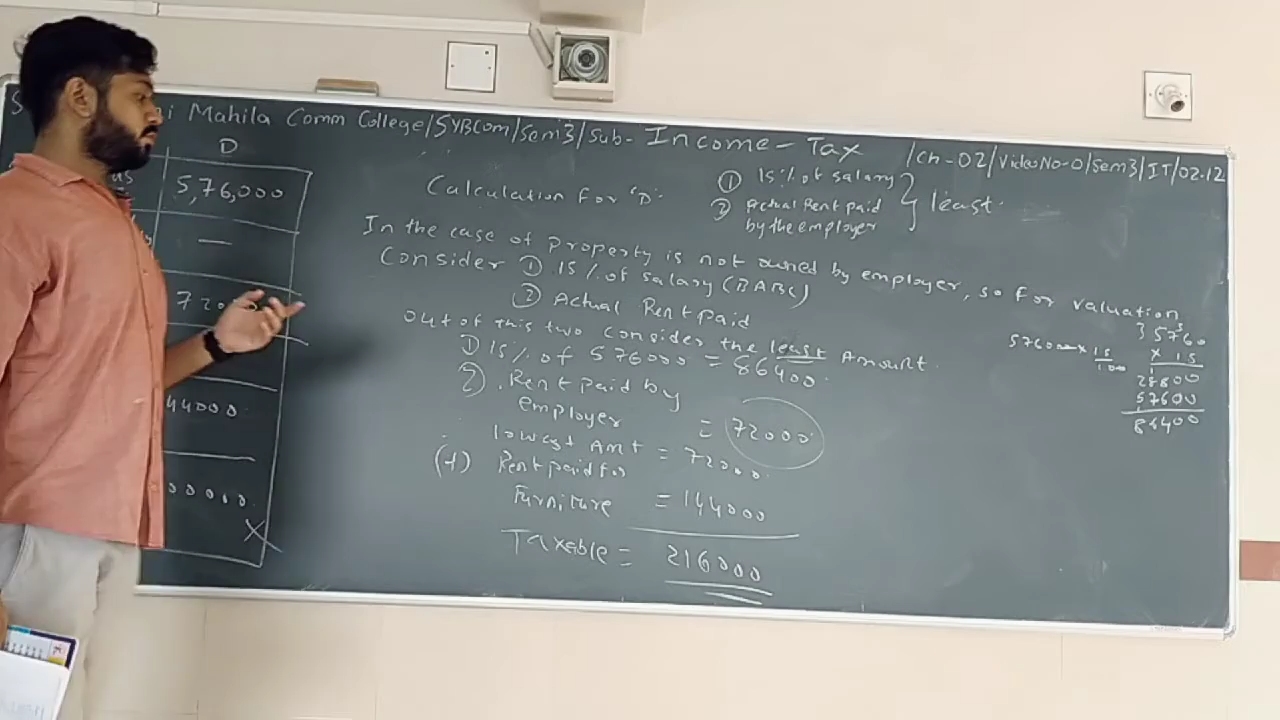 Mahila Comm College/SYBCom/Sem3/Sub- Income-Tax /Ch-02/VideoNo-0/Sem3/IT/02.12
D
5,76,000
—
44000
00000
X
Calculation For 'D'
① 15% of salary
② Actual Rent paid
by the employer
} least.
In the case of Property is not owned by employer, so for valuation
Consider ① 15% of salary (BABC)
② Actual Rent paid
Out of this two consider the least Amount.
① 15% of 576000 = 86400.
② Rent paid by
employer = 72000.
lowest Amt = 72000
(+) Rent paid for
Furniture = 144000
Taxable = 216000
576000 × 15/100
35760
× 15
28800
57600
86400